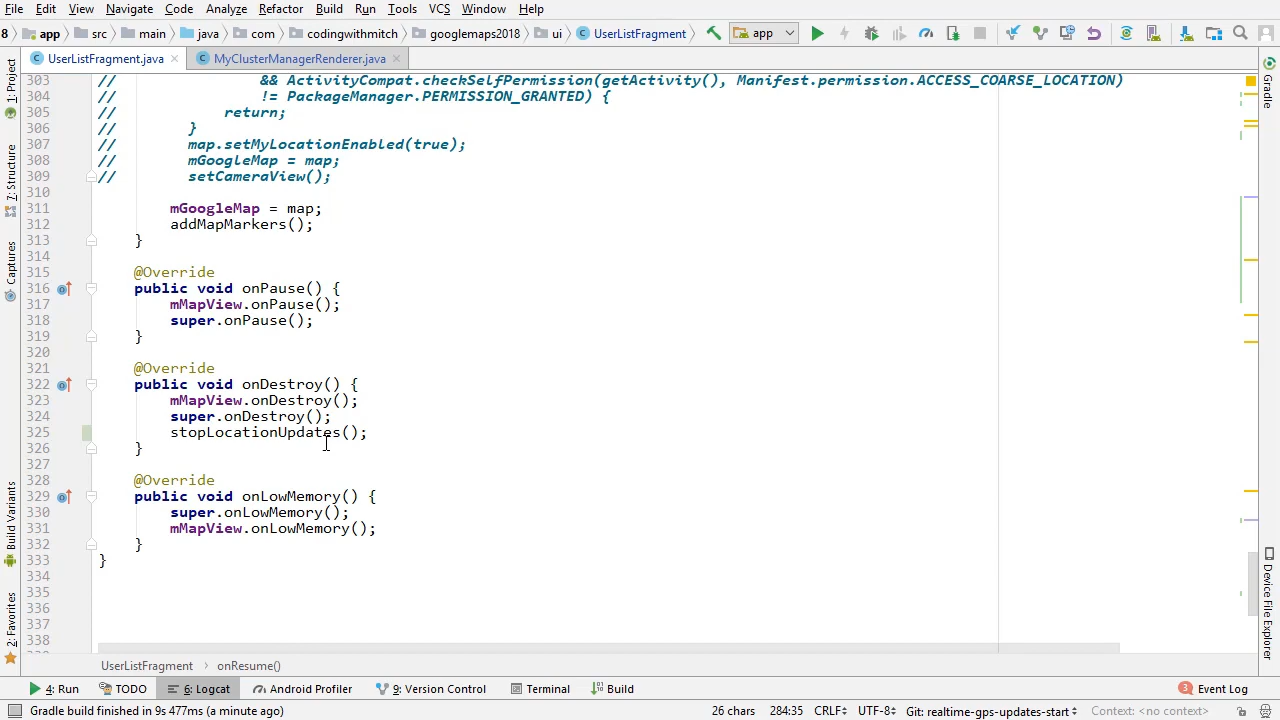 File Edit View Navigate Code Analyze Refactor Build Run Tools VCS Window Help
8 app src main java com codingwithmitch googlemaps2018 ui UserListFragment app
UserListFragment.java MyClusterManagerRenderer.java
303 // && ActivityCompat.checkSelfPermission(getActivity(), Manifest.permission.ACCESS_COARSE_LOCATION)
304 // != PackageManager.PERMISSION_GRANTED) {
305 // return;
306 // }
307 // map.setMyLocationEnabled(true);
308 // mGoogleMap = map;
309 // setCameraView();
310
311 mGoogleMap = map;
312 addMapMarkers();
313 }
314
315 @Override
316 public void onPause() {
317 mMapView.onPause();
318 super.onPause();
319 }
320
321 @Override
322 public void onDestroy() {
323 mMapView.onDestroy();
324 super.onDestroy();
325 stopLocationUpdates();
326 }
327
328 @Override
329 public void onLowMemory() {
330 super.onLowMemory();
331 mMapView.onLowMemory();
332 }
333 }
334
335
336
337
338
1: Project
7: Structure
Captures
Build Variants
2: Favorites
Gradle
Device File Explorer
UserListFragment onResume()
4: Run TODO 6: Logcat Android Profiler 9: Version Control Terminal Build 3 Event Log
Gradle build finished in 9s 477ms (a minute ago) 26 chars 284:35 CRLF UTF-8 Git: realtime-gps-updates-start Context: <no context>